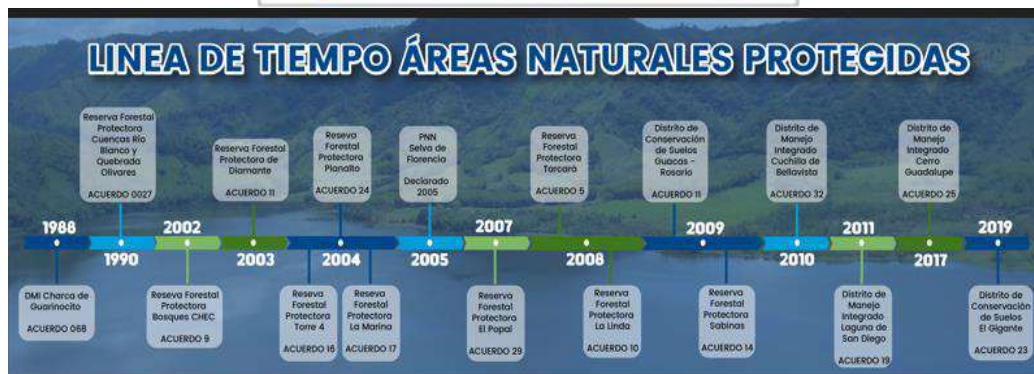 LINEA DE TIEMPO ÁREAS NATURALES PROTEGIDAS
Reserva Forestal
Protectora
Cuencas Río
Blanco y
Quebrada
Olivares
ACUERDO 0027
Reserva Forestal
Protectora de
Diamante
ACUERDO 11
Reseva
Forestal
Protectora
Planalto
ACUERDO 24
PNN
Selva de
Florencia
Declarado
2005
Reserva
Forestal
Protectora
Tarcara
ACUERDO 5
Distrito de
Conservación
de Suelos
Guacas -
Rosario
ACUERDO 11
Distrito de
Manejo
Integrado
Cuchilla de
Bellavista
ACUERDO 32
Distrito de
Manejo
Integrado
Cerro
Guadalupe
ACUERDO 25
1988
1990
2002
2003
2004
2005
2007
2008
2009
2010
2011
2017
2019
DMI Charca de
Guarinocito
ACUERDO 068
Reserva Forestal
Protectora
Bosques CHEC
ACUERDO 9
Reserva
Forestal
Protectora
Torre 4
ACUERDO 16
Reserva
Forestal
Protectora
La Marina
ACUERDO 17
Reserva
Forestal
Protectora
El Popal
ACUERDO 29
Reserva
Forestal
Protectora
La Linda
ACUERDO 10
Reserva
Forestal
Protectora
Sabinas
ACUERDO 14
Distrito de
Manejo
Integrado
Laguna de
San Diego
ACUERDO 19
Distrito de
Conservación
de Suelos
El Gigante
ACUERDO 23